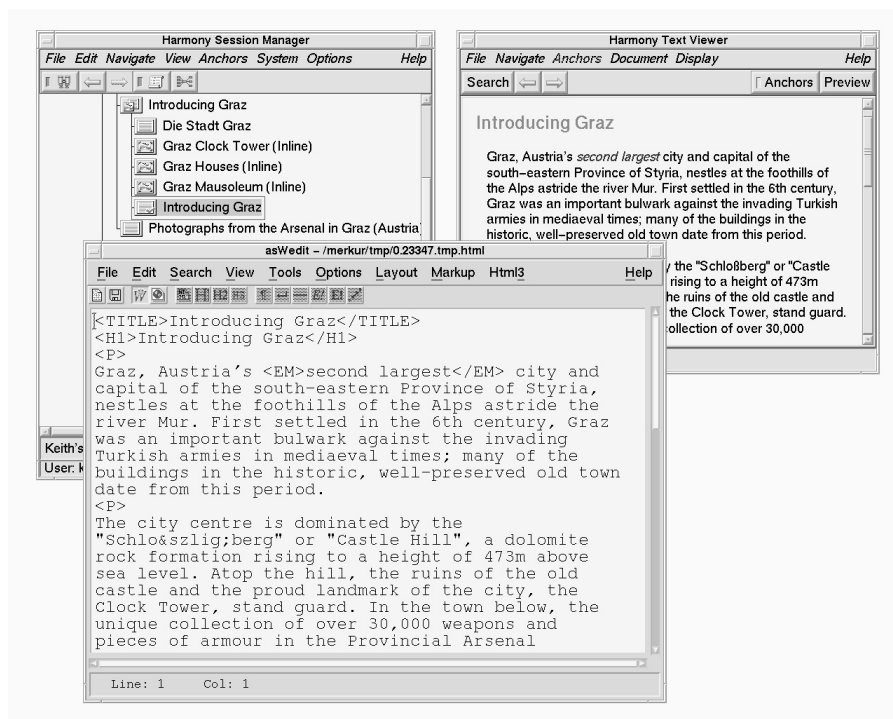 Harmony Session Manager
File Edit Navigate View Anchors System Options Help
Introducing Graz
Die Stadt Graz
Graz Clock Tower (Inline)
Graz Houses (Inline)
Graz Mausoleum (Inline)
Introducing Graz
Photographs from the Arsenal in Graz (Austria)
Keith's
User: k
Harmony Text Viewer
File Navigate Anchors Document Display Help
Search Anchors Preview
Introducing Graz
Graz, Austria's second largest city and capital of the
south-eastern Province of Styria, nestles at the foothills of
the Alps astride the river Mur. First settled in the 6th century,
Graz was an important bulwark against the invading Turkish
armies in mediaeval times; many of the buildings in the
historic, well-preserved old town date from this period.
y the "Schloßberg" or "Castle
rising to a height of 473m
he ruins of the old castle and
the Clock Tower, stand guard.
ollection of over 30,000
asWedit - /merkur/tmp/0.23347.tmp.html
File Edit Search View Tools Options Layout Markup Html3 Help
<TITLE>Introducing Graz</TITLE>
<H1>Introducing Graz</H1>
<P>
Graz, Austria's <EM>second largest</EM> city and
capital of the south-eastern Province of Styria,
nestles at the foothills of the Alps astride the
river Mur. First settled in the 6th century, Graz
was an important bulwark against the invading
Turkish armies in mediaeval times; many of the
buildings in the historic, well-preserved old town
date from this period.
<P>
The city centre is dominated by the
"Schlo&szlig;berg" or "Castle Hill", a dolomite
rock formation rising to a height of 473m above
sea level. Atop the hill, the ruins of the old
castle and the proud landmark of the city, the
Clock Tower, stand guard. In the town below, the
unique collection of over 30,000 weapons and
pieces of armour in the Provincial Arsenal
Line: 1 Col: 1